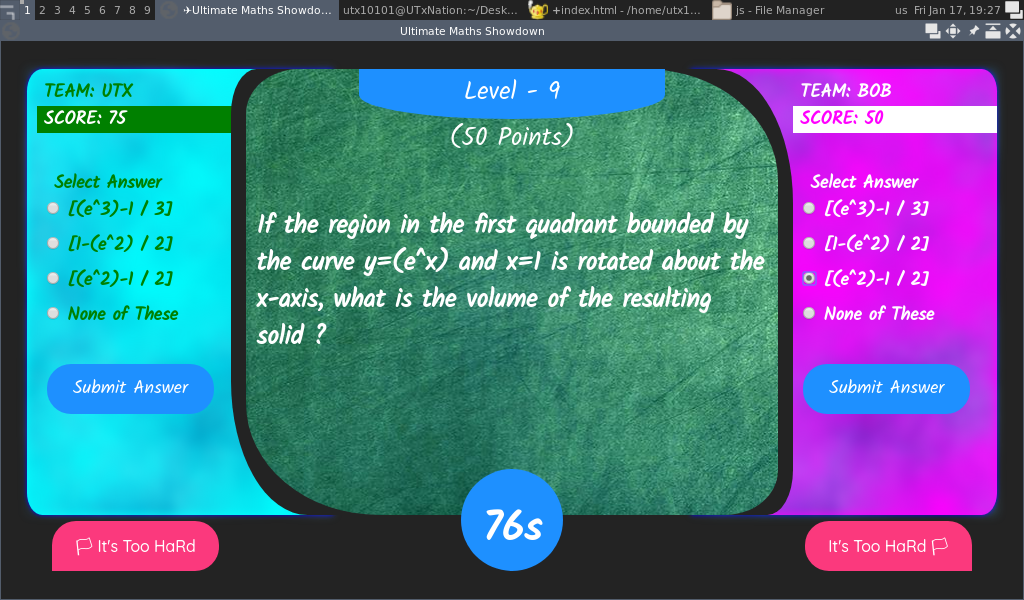 1 2 3 4 5 6 7 8 9 ✈Ultimate Maths Showdo... utx10101@UTxNation:~/Desk... +index.html - /home/utx1... js - File Manager us Fri Jan 17, 19:27
Ultimate Maths Showdown
TEAM: UTX
SCORE: 75
Select Answer
[(e^3)-1 / 3]
[1-(e^2) / 2]
[(e^2)-1 / 2]
None of These
Submit Answer
It's Too HaRd
Level - 9
(50 Points)
If the region in the first quadrant bounded by
the curve y=(e^x) and x=1 is rotated about the
x-axis, what is the volume of the resulting
solid ?
76s
TEAM: BOB
SCORE: 50
Select Answer
[(e^3)-1 / 3]
[1-(e^2) / 2]
[(e^2)-1 / 2]
None of These
Submit Answer
It's Too HaRd